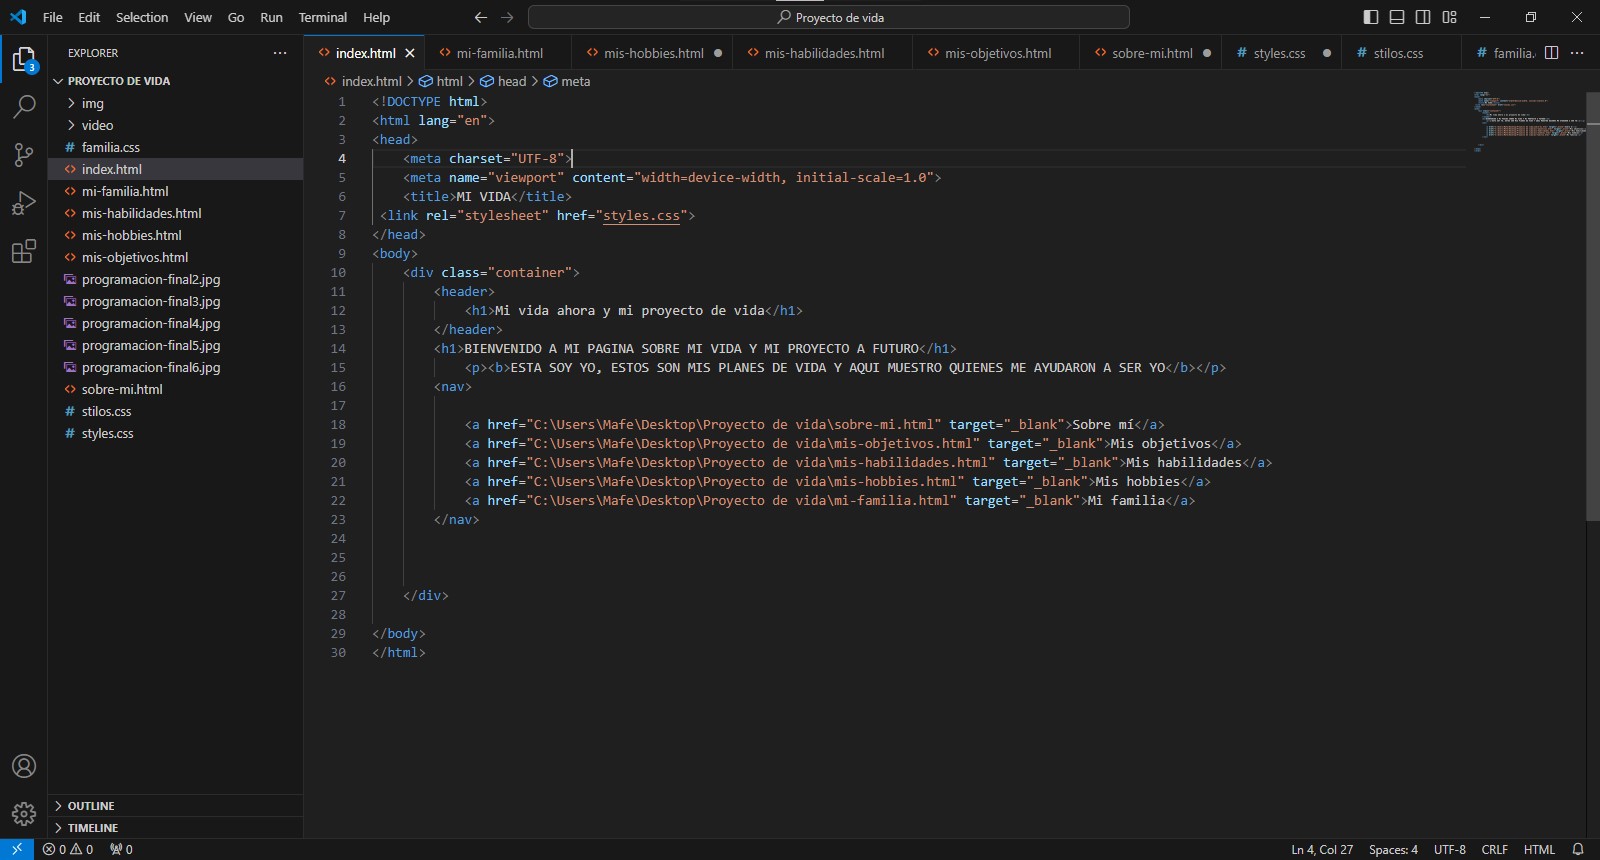 File Edit Selection View Go Run Terminal Help
Proyecto de vida
EXPLORER
PROYECTO DE VIDA
img
video
familia.css
index.html
mi-familia.html
mis-habilidades.html
mis-hobbies.html
mis-objetivos.html
programacion-final2.jpg
programacion-final3.jpg
programacion-final4.jpg
programacion-final5.jpg
programacion-final6.jpg
sobre-mi.html
stilos.css
styles.css
OUTLINE
TIMELINE
3
index.html mi-familia.html mis-hobbies.html mis-habilidades.html mis-objetivos.html sobre-mi.html styles.css stilos.css familia.
index.html > html > head > meta
1 <!DOCTYPE html>
2 <html lang="en">
3 <head>
4 <meta charset="UTF-8">
5 <meta name="viewport" content="width=device-width, initial-scale=1.0">
6 <title>MI VIDA</title>
7 <link rel="stylesheet" href="styles.css">
8 </head>
9 <body>
10 <div class="container">
11 <header>
12 <h1>Mi vida ahora y mi proyecto de vida</h1>
13 </header>
14 <h1>BIENVENIDO A MI PAGINA SOBRE MI VIDA Y MI PROYECTO A FUTURO</h1>
15 <p><b>ESTA SOY YO, ESTOS SON MIS PLANES DE VIDA Y AQUI MUESTRO QUIENES ME AYUDARON A SER YO</b></p>
16 <nav>
17
18 <a href="C:\Users\Mafe\Desktop\Proyecto de vida\sobre-mi.html" target="_blank">Sobre mí</a>
19 <a href="C:\Users\Mafe\Desktop\Proyecto de vida\mis-objetivos.html" target="_blank">Mis objetivos</a>
20 <a href="C:\Users\Mafe\Desktop\Proyecto de vida\mis-habilidades.html" target="_blank">Mis habilidades</a>
21 <a href="C:\Users\Mafe\Desktop\Proyecto de vida\mis-hobbies.html" target="_blank">Mis hobbies</a>
22 <a href="C:\Users\Mafe\Desktop\Proyecto de vida\mi-familia.html" target="_blank">Mi familia</a>
23 </nav>
24
25
26
27 </div>
28
29 </body>
30 </html>
0 0 0 Ln 4, Col 27 Spaces: 4 UTF-8 CRLF HTML